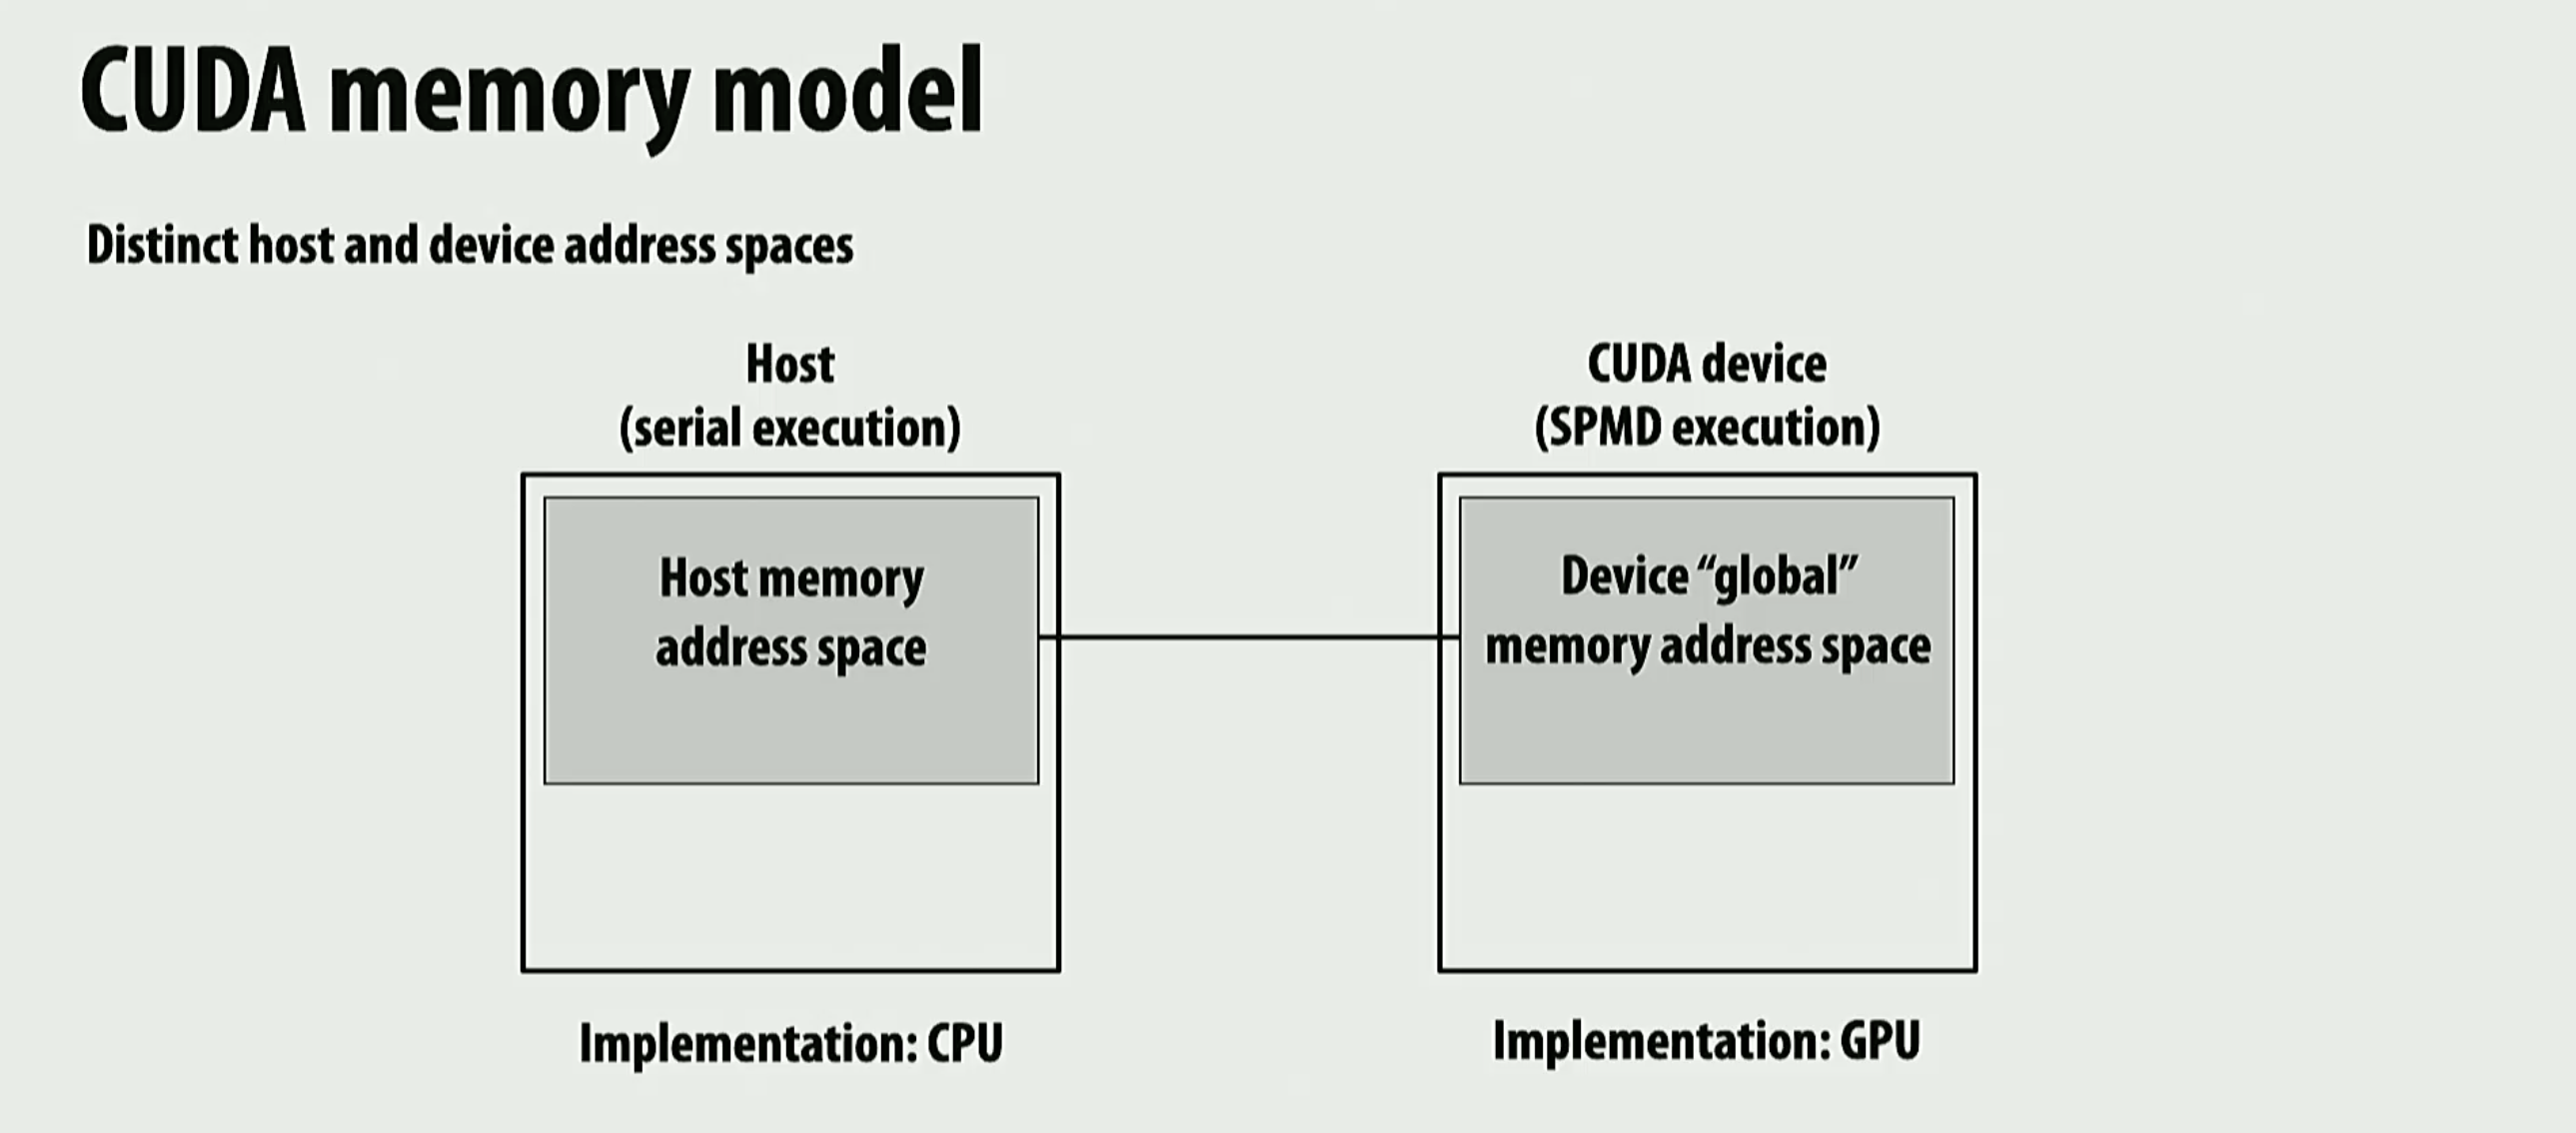 CUDA memory model
Distinct host and device address spaces
Host
(serial execution)
Host memory
address space
Implementation: CPU
CUDA device
(SPMD execution)
Device “global”
memory address space
Implementation: GPU